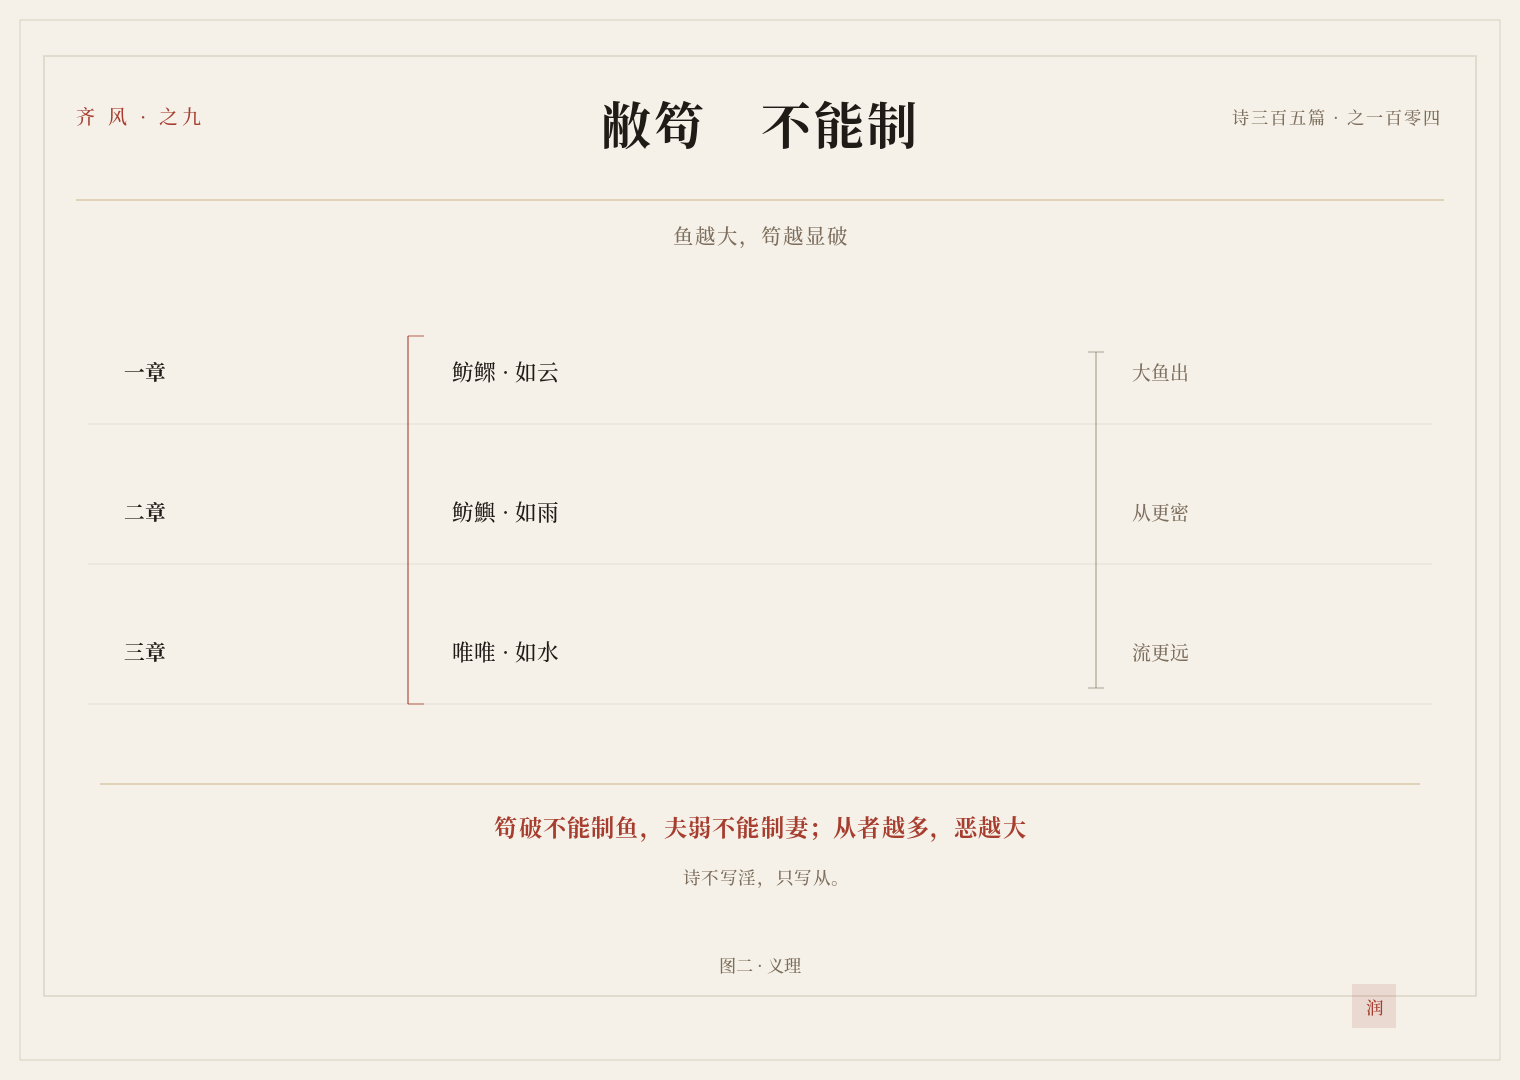 齐 风 · 之九
敝笱　不能制
诗三百五篇 · 之一百零四
鱼越大，笱越显破
一章
鲂鳏 · 如云
大鱼出
二章
鲂鱮 · 如雨
从更密
三章
唯唯 · 如水
流更远
笱破不能制鱼，夫弱不能制妻；从者越多，恶越大
诗不写淫，只写从。
图二 · 义理
润